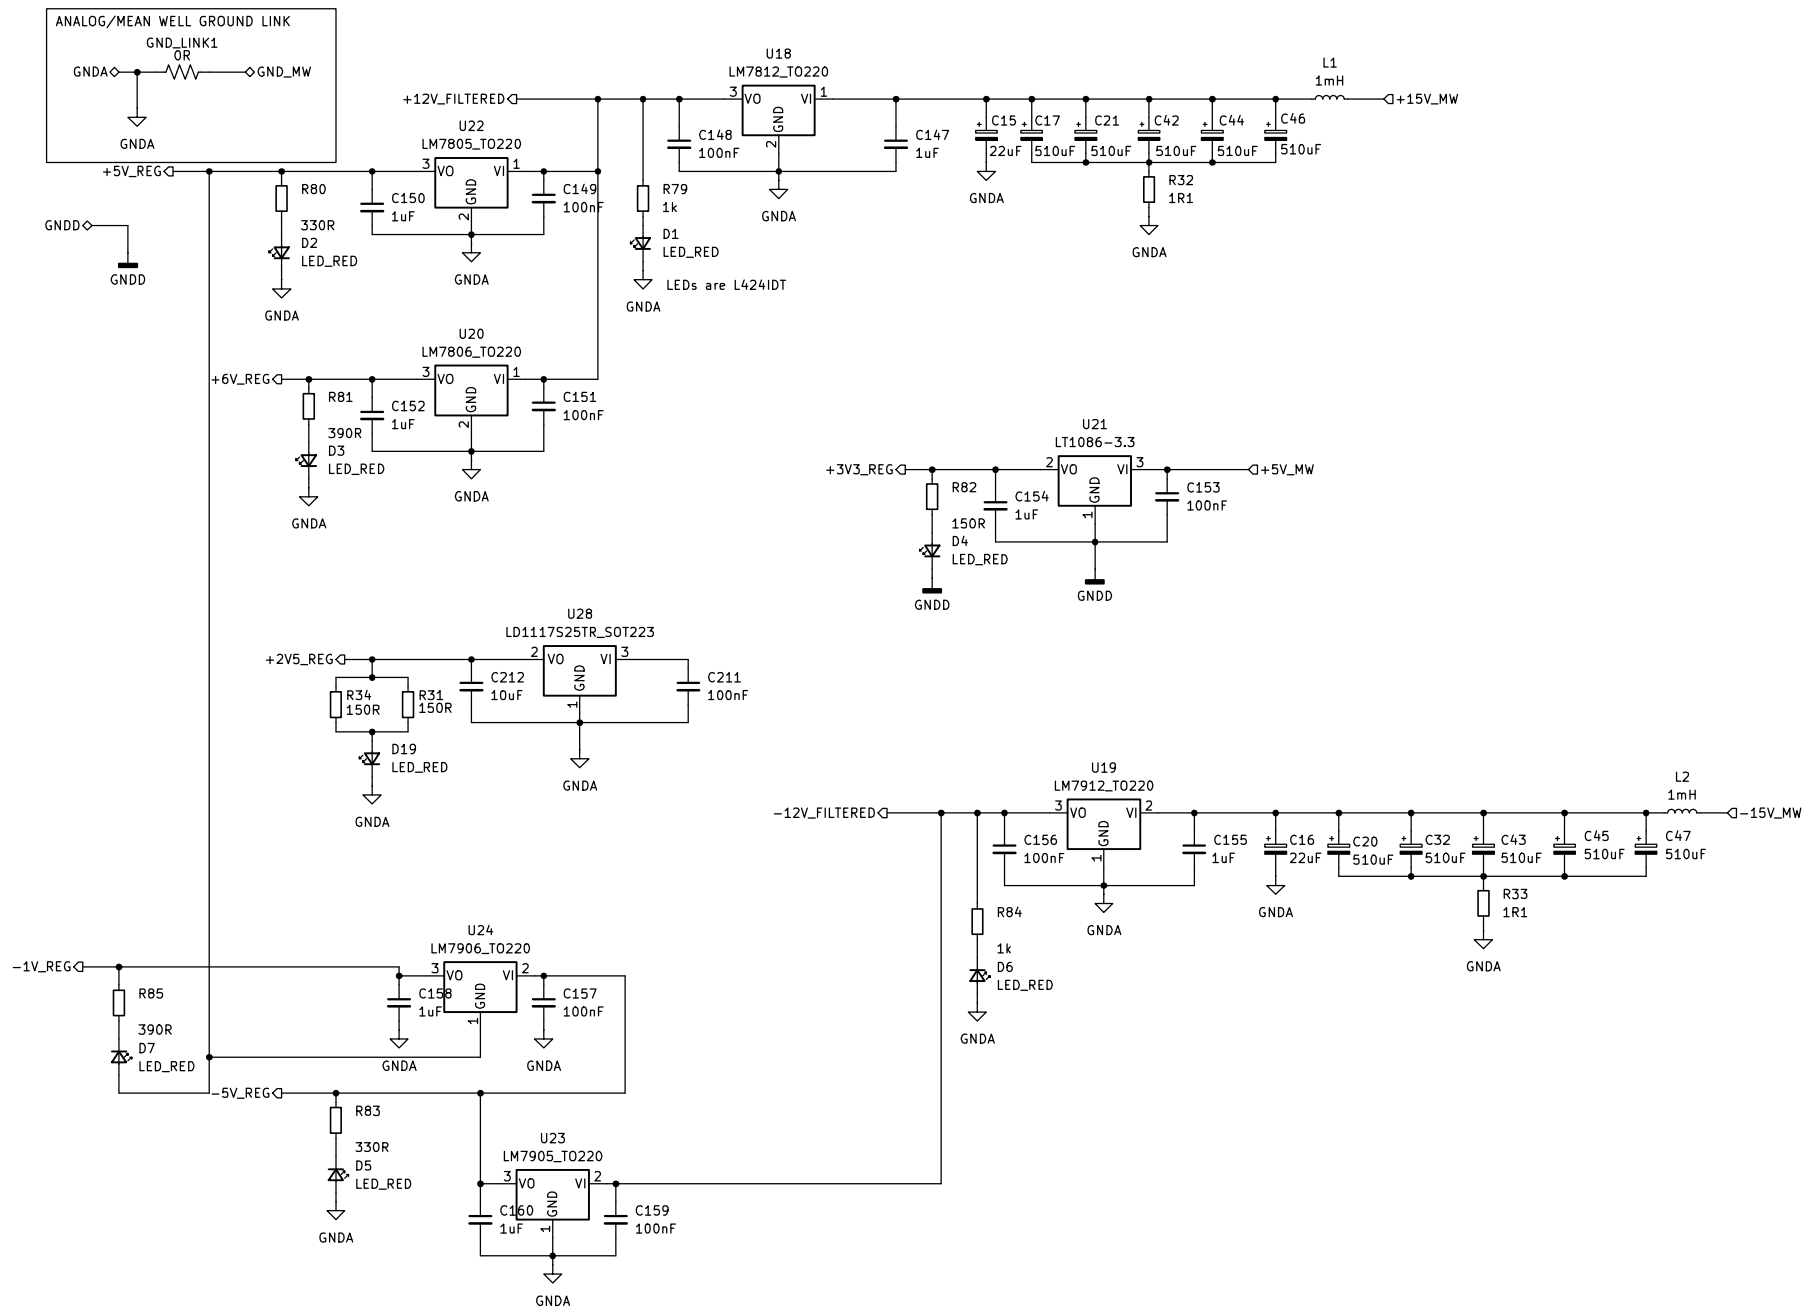 ANALOG/MEAN WELL GROUND LINK
GND_LINK1
0R
GNDA
GND_MW
GNDA
+5V_REG
GNDD
GNDD
R80
330R
D2
LED_RED
GNDA
C150
1uF
U22
LM7805_TO220
3
VO
VI
1
GND
2
GNDA
C149
100nF
+12V_FILTERED
R79
1k
D1
LED_RED
GNDA
LEDs are L424IDT
C148
100nF
U18
LM7812_TO220
3
VO
VI
1
GND
2
GNDA
C147
1uF
C15
22uF
GNDA
C17
510uF
C21
510uF
C42
510uF
C44
510uF
C46
510uF
R32
1R1
GNDA
L1
1mH
+15V_MW
+6V_REG
R81
390R
D3
LED_RED
GNDA
C152
1uF
U20
LM7806_TO220
3
VO
VI
1
GND
2
GNDA
C151
100nF
+3V3_REG
R82
150R
D4
LED_RED
GNDD
C154
1uF
U21
LT1086-3.3
2
VO
VI
3
GND
1
GNDD
C153
100nF
+5V_MW
+2V5_REG
R34
150R
R31
150R
D19
LED_RED
GNDA
C212
10uF
U28
LD1117S25TR_SOT223
2
VO
VI
3
GND
1
GNDA
C211
100nF
-12V_FILTERED
R84
1k
D6
LED_RED
GNDA
C156
100nF
U19
LM7912_TO220
3
VO
VI
2
GND
1
GNDA
C155
1uF
C16
22uF
GNDA
C20
510uF
C32
510uF
C43
510uF
C45
510uF
C47
510uF
R33
1R1
GNDA
L2
1mH
-15V_MW
-1V_REG
R85
390R
D7
LED_RED
C158
1uF
GNDA
U24
LM7906_TO220
3
VO
VI
2
GND
1
C157
100nF
GNDA
-5V_REG
R83
330R
D5
LED_RED
GNDA
C160
1uF
U23
LM7905_TO220
3
VO
VI
2
GND
1
GNDA
C159
100nF